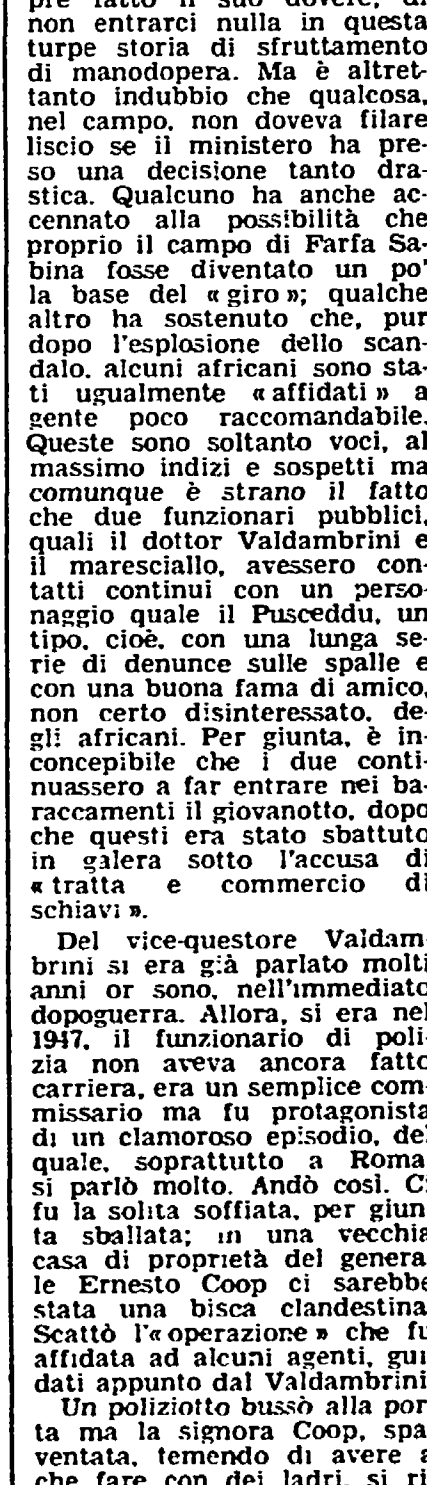 pre fatto il suo dovere, di
non entrarci nulla in questa
turpe storia di sfruttamento
di manodopera. Ma è altret-
tanto indubbio che qualcosa,
nel campo, non doveva filare
liscio se il ministero ha pre-
so una decisione tanto dra-
stica. Qualcuno ha anche ac-
cennato alla possibilità che
proprio il campo di Farfa Sa-
bina fosse diventato un po'
la base del « giro »; qualche
altro ha sostenuto che, pur
dopo l'esplosione dello scan-
dalo, alcuni africani sono sta-
ti ugualmente « affidati » a
gente poco raccomandabile.
Queste sono soltanto voci, al
massimo indizi e sospetti ma
comunque è strano il fatto
che due funzionari pubblici,
quali il dottor Valdambrini e
il maresciallo, avessero con-
tatti continui con un perso-
naggio quale il Pusceddu, un
tipo, cioè, con una lunga se-
rie di denunce sulle spalle e
con una buona fama di amico,
non certo disinteressato, de-
gli africani. Per giunta, è in-
concepibile che i due conti-
nuassero a far entrare nei ba-
raccamenti il giovanotto, dopo
che questi era stato sbattuto
in galera sotto l'accusa di
« tratta e commercio di
schiavi ».
Del vice-questore Valdam-
brini si era già parlato molti
anni or sono, nell'immediato
dopoguerra. Allora, si era nel
1947, il funzionario di poli-
zia non aveva ancora fatto
carriera, era un semplice com-
missario ma fu protagonista
di un clamoroso episodio, del
quale, soprattutto a Roma
si parlò molto. Andò così. Ci
fu la solita soffiata, per giun
ta sballata; in una vecchia
casa di proprietà del genera
le Ernesto Coop ci sarebbe
stata una bisca clandestina
Scattò l'« operazione » che fu
affidata ad alcuni agenti, gui
dati appunto dal Valdambrini
Un poliziotto bussò alla por
ta ma la signora Coop, spa
ventata, temendo di avere a
che fare con dei ladri, si ri